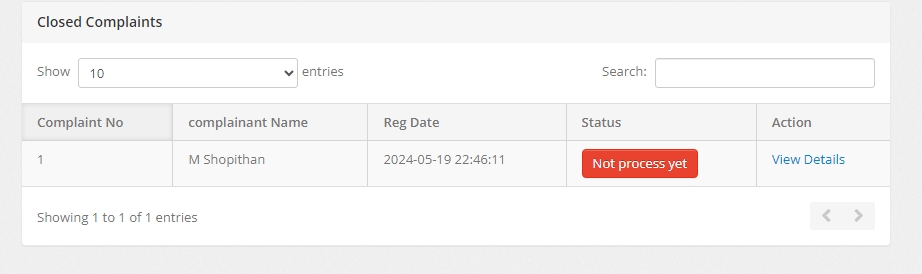 Closed Complaints
Show 10 entries Search:
Complaint No complainant Name Reg Date Status Action
1 M Shopithan 2024-05-19 22:46:11 Not process yet View Details
Showing 1 to 1 of 1 entries